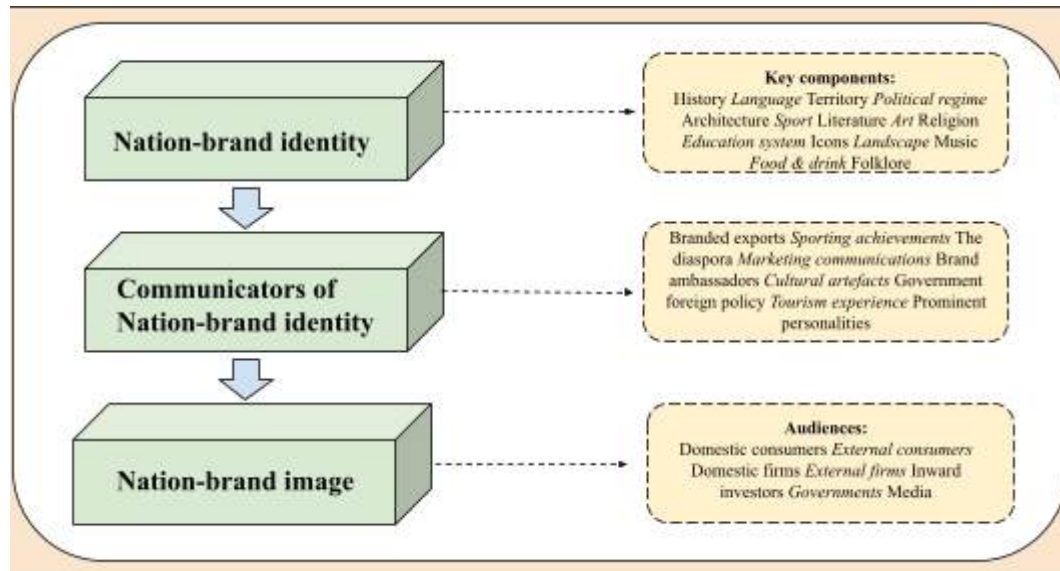 Nation-brand identity
Key components:
History Language Territory Political regime
Architecture Sport Literature Art Religion
Education system Icons Landscape Music
Food & drink Folklore
Communicators of
Nation-brand identity
Branded exports Sporting achievements The
diaspora Marketing communications Brand
ambassadors Cultural artefacts Government
foreign policy Tourism experience Prominent
personalities
Nation-brand image
Audiences:
Domestic consumers External consumers
Domestic firms External firms Inward
investors Governments Media